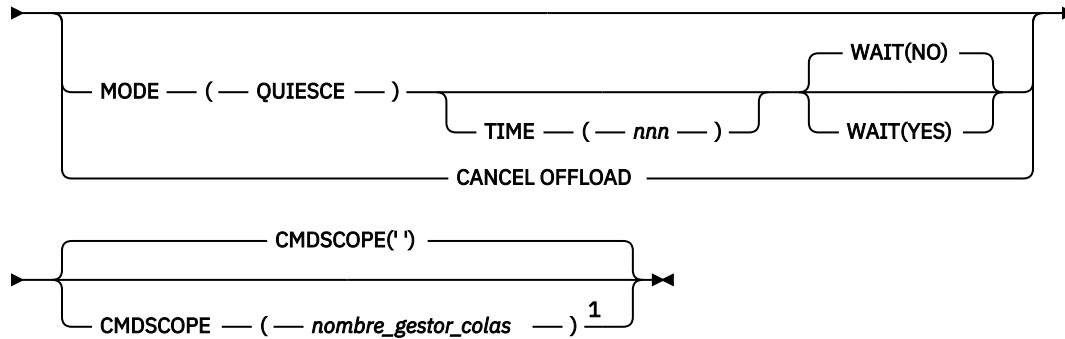 WAIT(NO)
MODE ( QUIESCE )
TIME ( nnn ) WAIT(YES)
CANCEL OFFLOAD
CMDSCOPE(' ')
CMDSCOPE ( nombre_gestor_colas ) 1